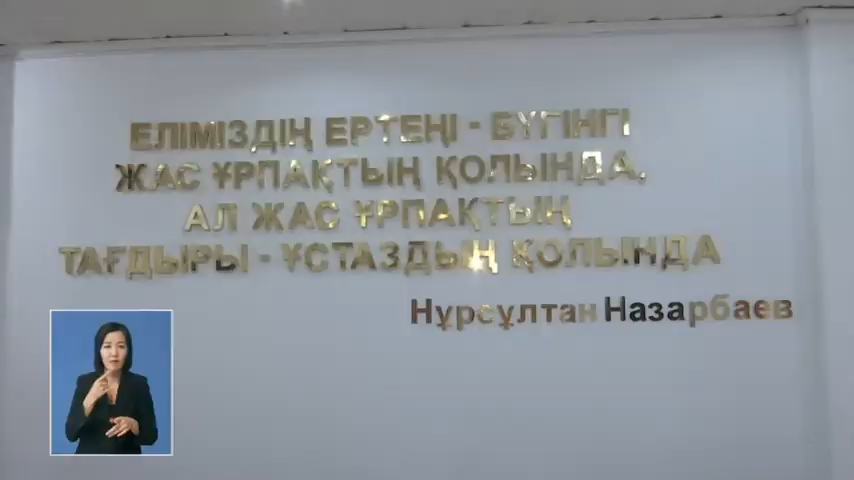 ЕЛІМІЗДІҢ ЕРТЕҢІ - БҮГІНГІ
ЖАС ҰРПАҚТЫҢ ҚОЛЫНДА,
АЛ ЖАС ҰРПАҚТЫҢ
ТАҒДЫРЫ - ҰСТАЗДЫҢ ҚОЛЫНДА
Нұрсұлтан Назарбаев